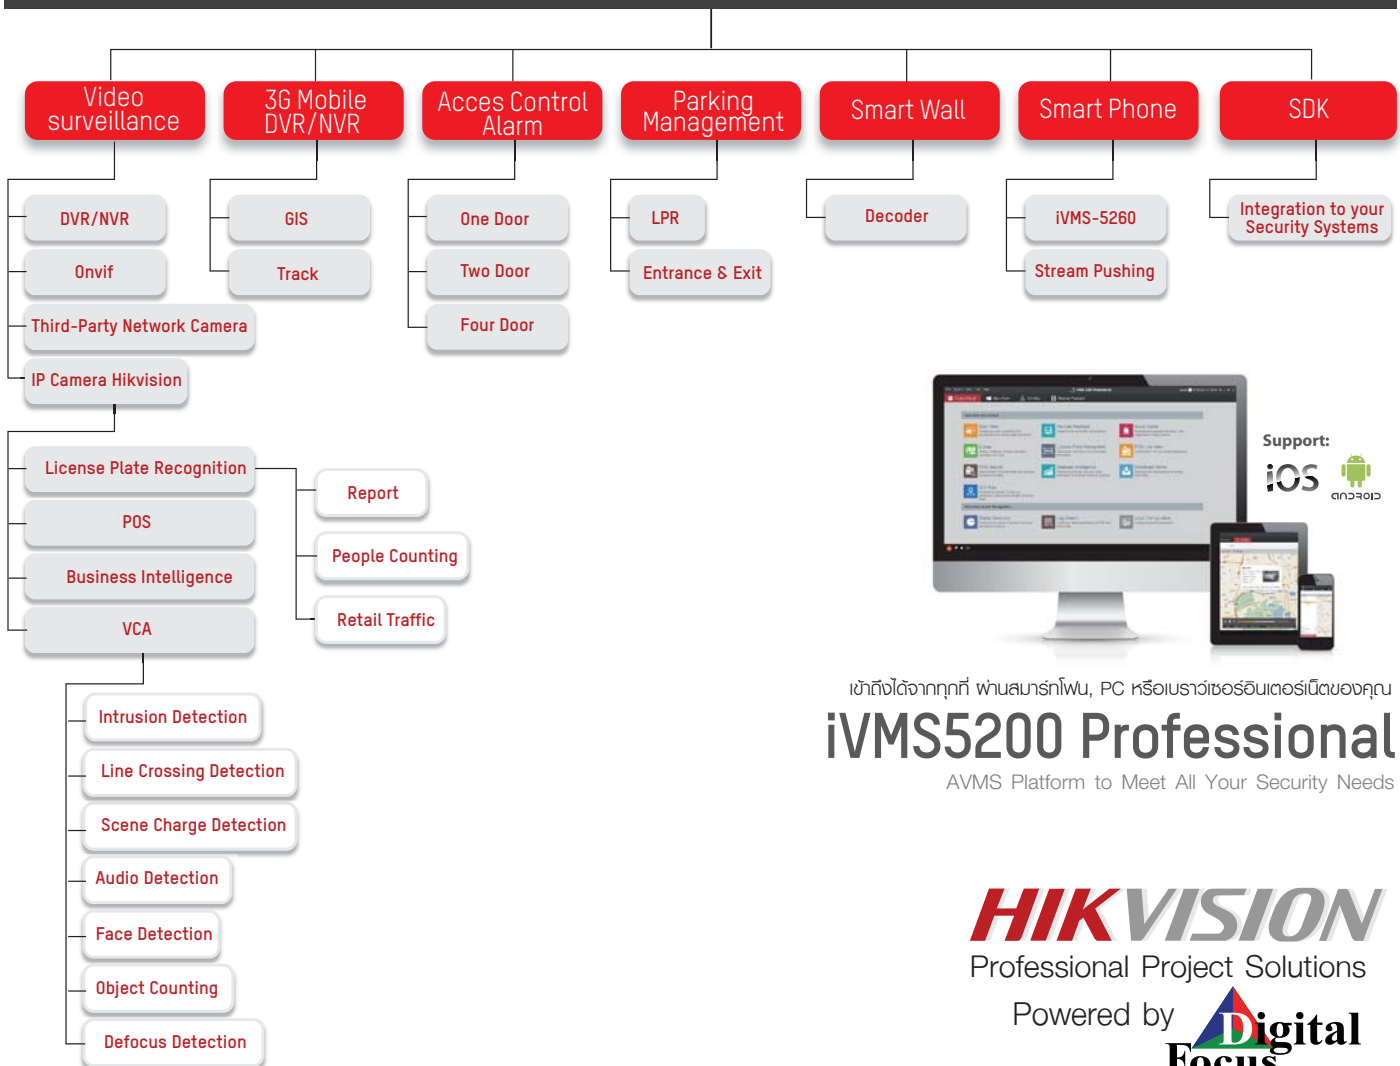 Video
surveillance
3G Mobile
DVR/NVR
Acces Control
Alarm
Parking
Management
Smart Wall
Smart Phone
SDK
DVR/NVR
Onvif
Third-Party Network Camera
IP Camera Hikvision
GIS
Track
One Door
Two Door
Four Door
LPR
Entrance & Exit
Decoder
iVMS-5260
Stream Pushing
Integration to your
Security Systems
License Plate Recognition
POS
Business Intelligence
VCA
Report
People Counting
Retail Traffic
Intrusion Detection
Line Crossing Detection
Scene Charge Detection
Audio Detection
Face Detection
Object Counting
Defocus Detection
Support:
iOS
ANDROID
เข้าถึงได้จากทุกที่ ผ่านสมาร์ทโฟน, PC หรือเบราว์เซอร์อินเตอร์เน็ตของคุณ
iVMS5200 Professional
AVMS Platform to Meet All Your Security Needs
HIKVISION
Professional Project Solutions
Powered by
Digital
Focus